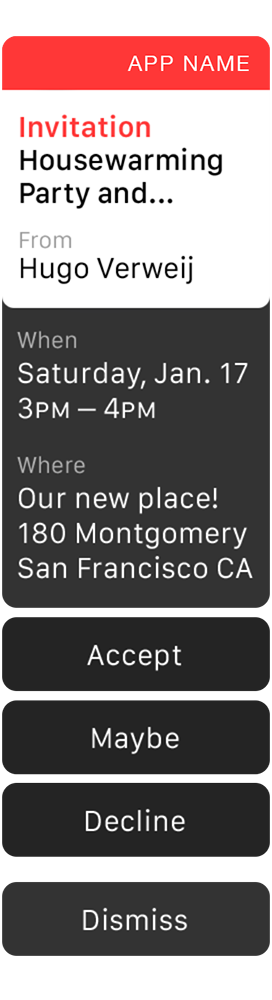 APP NAME
Invitation
Housewarming
Party and...
From
Hugo Verweij
When
Saturday, Jan. 17
3PM – 4PM
Where
Our new place!
180 Montgomery
San Francisco CA
Accept
Maybe
Decline
Dismiss